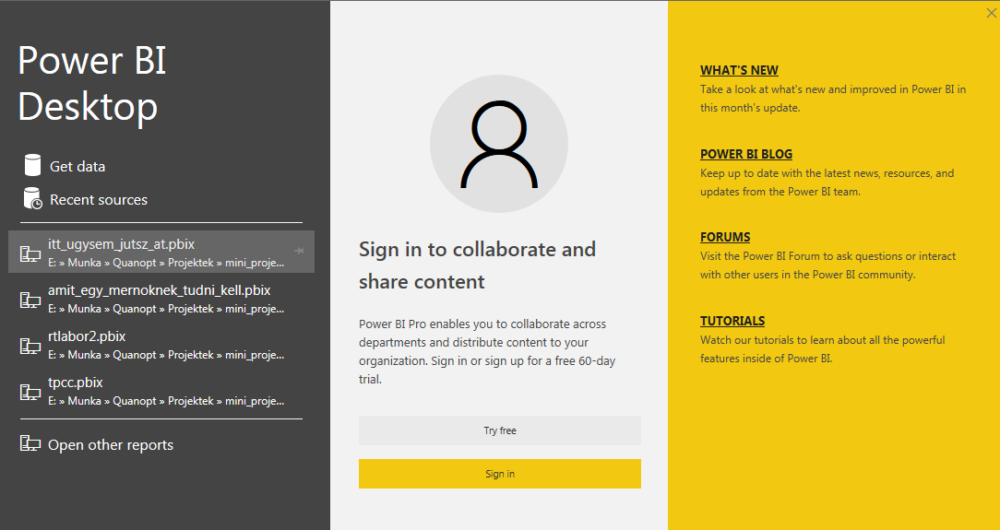 Power BI
Desktop
Get data
Recent sources
itt_ugysem_jutsz_at.pbix
E: » Munka » Quanopt » Projektek » mini_proje...
amit_egy_mernoknek_tudni_kell.pbix
E: » Munka » Quanopt » Projektek » mini_proje...
rtlabor2.pbix
E: » Munka » Quanopt » Projektek » mini_proje...
tpcc.pbix
E: » Munka » Quanopt » Projektek » mini_proje...
Open other reports
Sign in to collaborate and
share content
Power BI Pro enables you to collaborate across
departments and distribute content to your
organization. Sign in or sign up for a free 60-day
trial.
Try free
Sign in
WHAT'S NEW
Take a look at what's new and improved in Power BI in
this month's update.
POWER BI BLOG
Keep up to date with the latest news, resources, and
updates from the Power BI team.
FORUMS
Visit the Power BI Forum to ask questions or interact
with other users in the Power BI community.
TUTORIALS
Watch our tutorials to learn about all the powerful
features inside of Power BI.